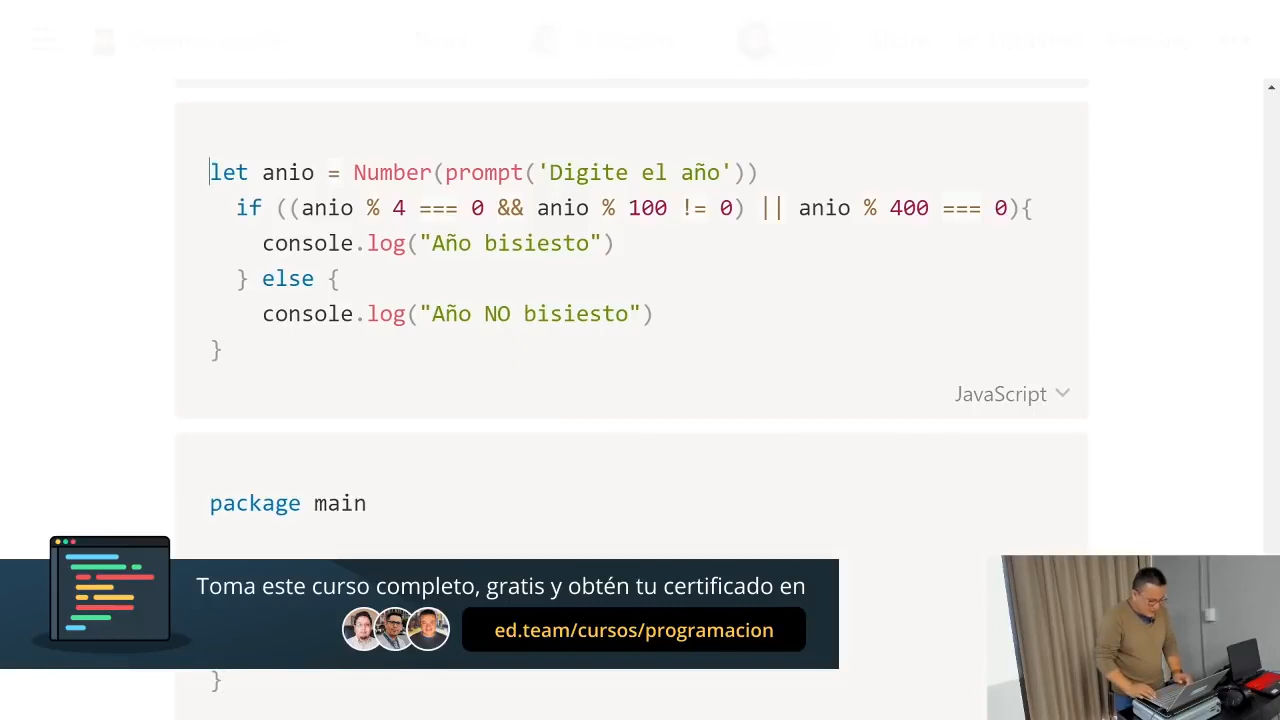 let anio = Number(prompt('Digite el año'))
if ((anio % 4 === 0 && anio % 100 != 0) || anio % 400 === 0){
console.log("Año bisiesto")
} else {
console.log("Año NO bisiesto")
}
JavaScript
package main
Toma este curso completo, gratis y obtén tu certificado en
ed.team/cursos/programacion
}